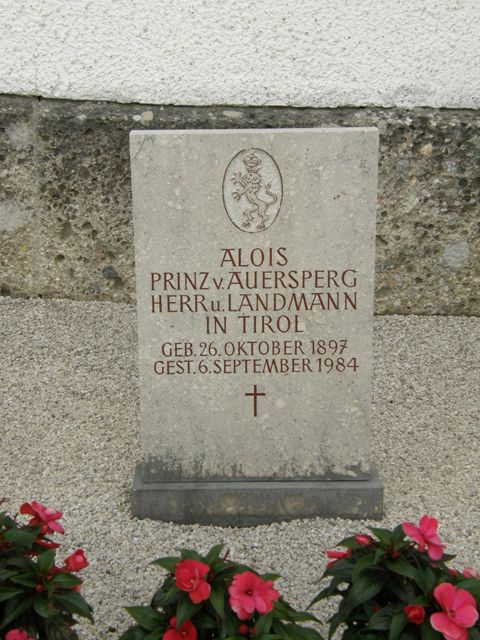 ALOIS
PRINZ v. AUERSPERG
HERR u. LANDMANN
IN TIROL
GEB. 26. OKTOBER 1897
GEST. 6. SEPTEMBER 1984